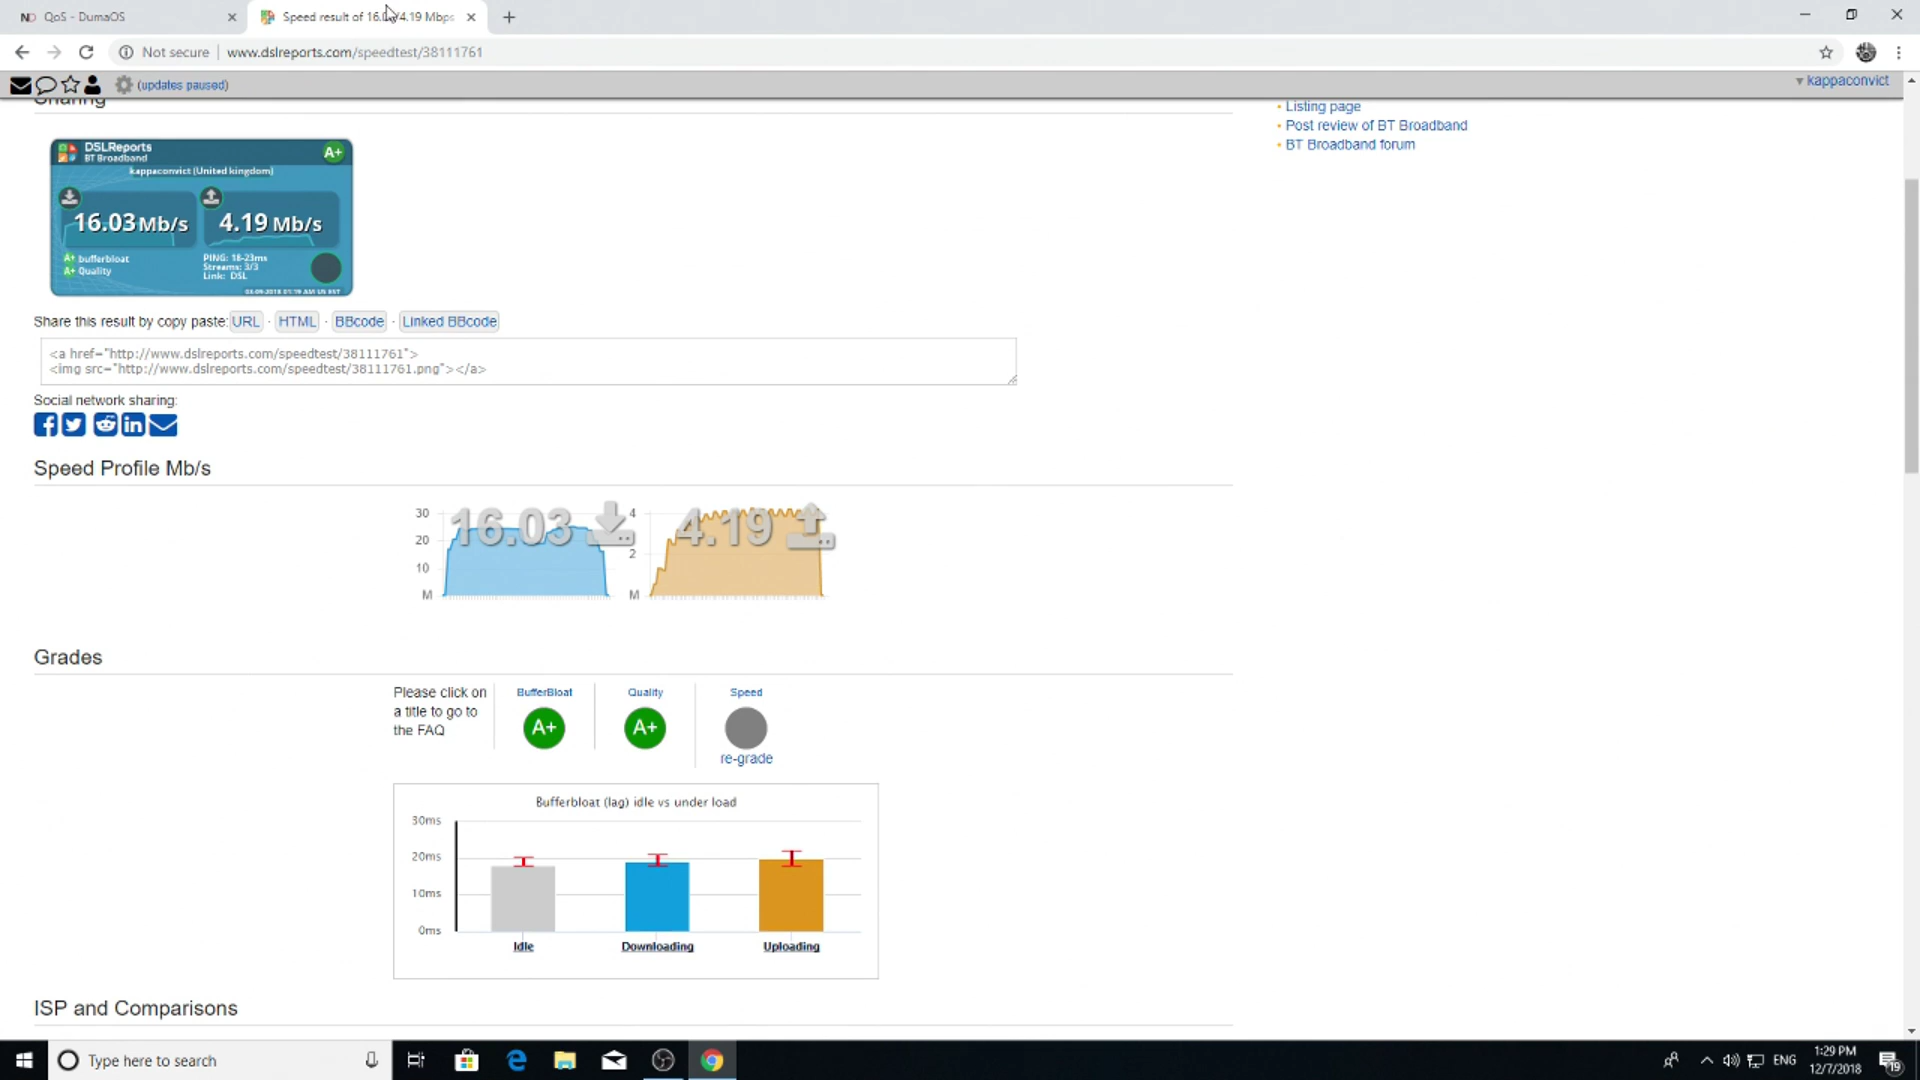 QoS - DumaOS
Speed result of 16.0 /4.19 Mbps
Not secure
www.dslreports.com/speedtest/38111761
(updates paused)
kappaconvict
Sharing
Listing page
Post review of BT Broadband
BT Broadband forum
DSLReports
BT Broadband
A+
kappaconvict (United kingdom)
16.03 Mb/s
4.19 Mb/s
A+ bufferbloat
A+ Quality
PING: 18-23ms
Streams: 3/3
Link: DSL
Share this result by copy paste: URL · HTML · BBcode · Linked BBcode
<a href="http://www.dslreports.com/speedtest/38111761">
<img src="http://www.dslreports.com/speedtest/38111761.png"></a>
Social network sharing:
Speed Profile Mb/s
30
20
10
M
16.03
4
2
M
4.19
Grades
Please click on
a title to go to
the FAQ
BufferBloat
A+
Quality
A+
Speed
re-grade
Bufferbloat (lag) idle vs under load
30ms
20ms
10ms
0ms
Idle
Downloading
Uploading
ISP and Comparisons
Type here to search
ENG
1:29 PM
12/7/2018
19